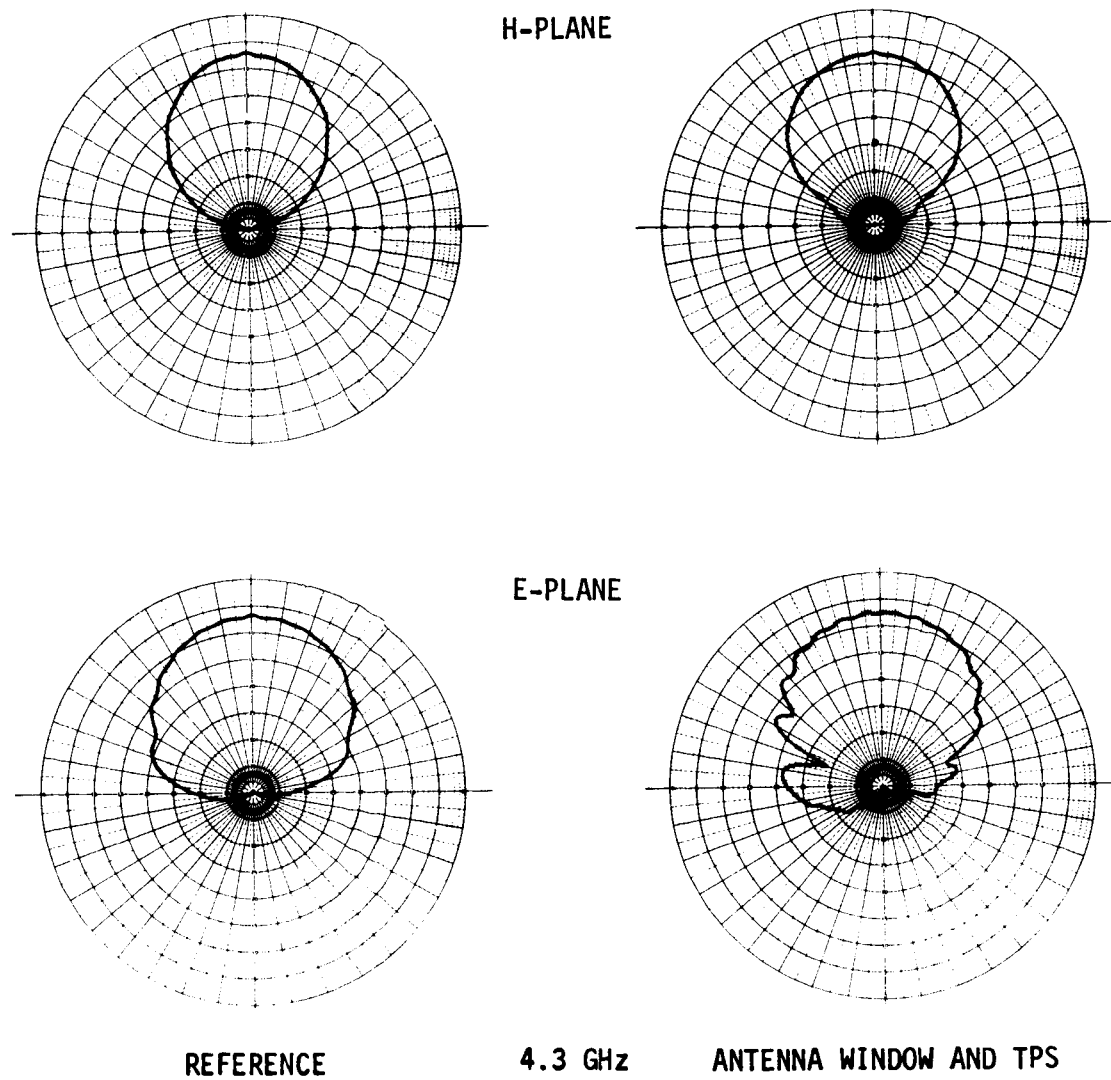 H-PLANE
E-PLANE
REFERENCE
4.3 GHz
ANTENNA WINDOW AND TPS